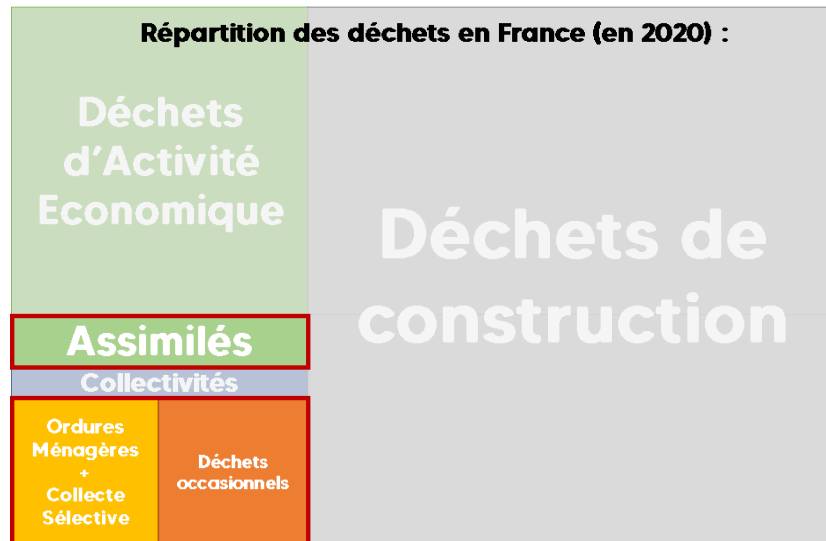 Répartition des déchets en France (en 2020) :
Déchets
d'Activité
Economique
Déchets de
construction
Assimilés
Collectivités
Ordures
Ménagères
+
Collecte
Sélective
Déchets
occasionnels